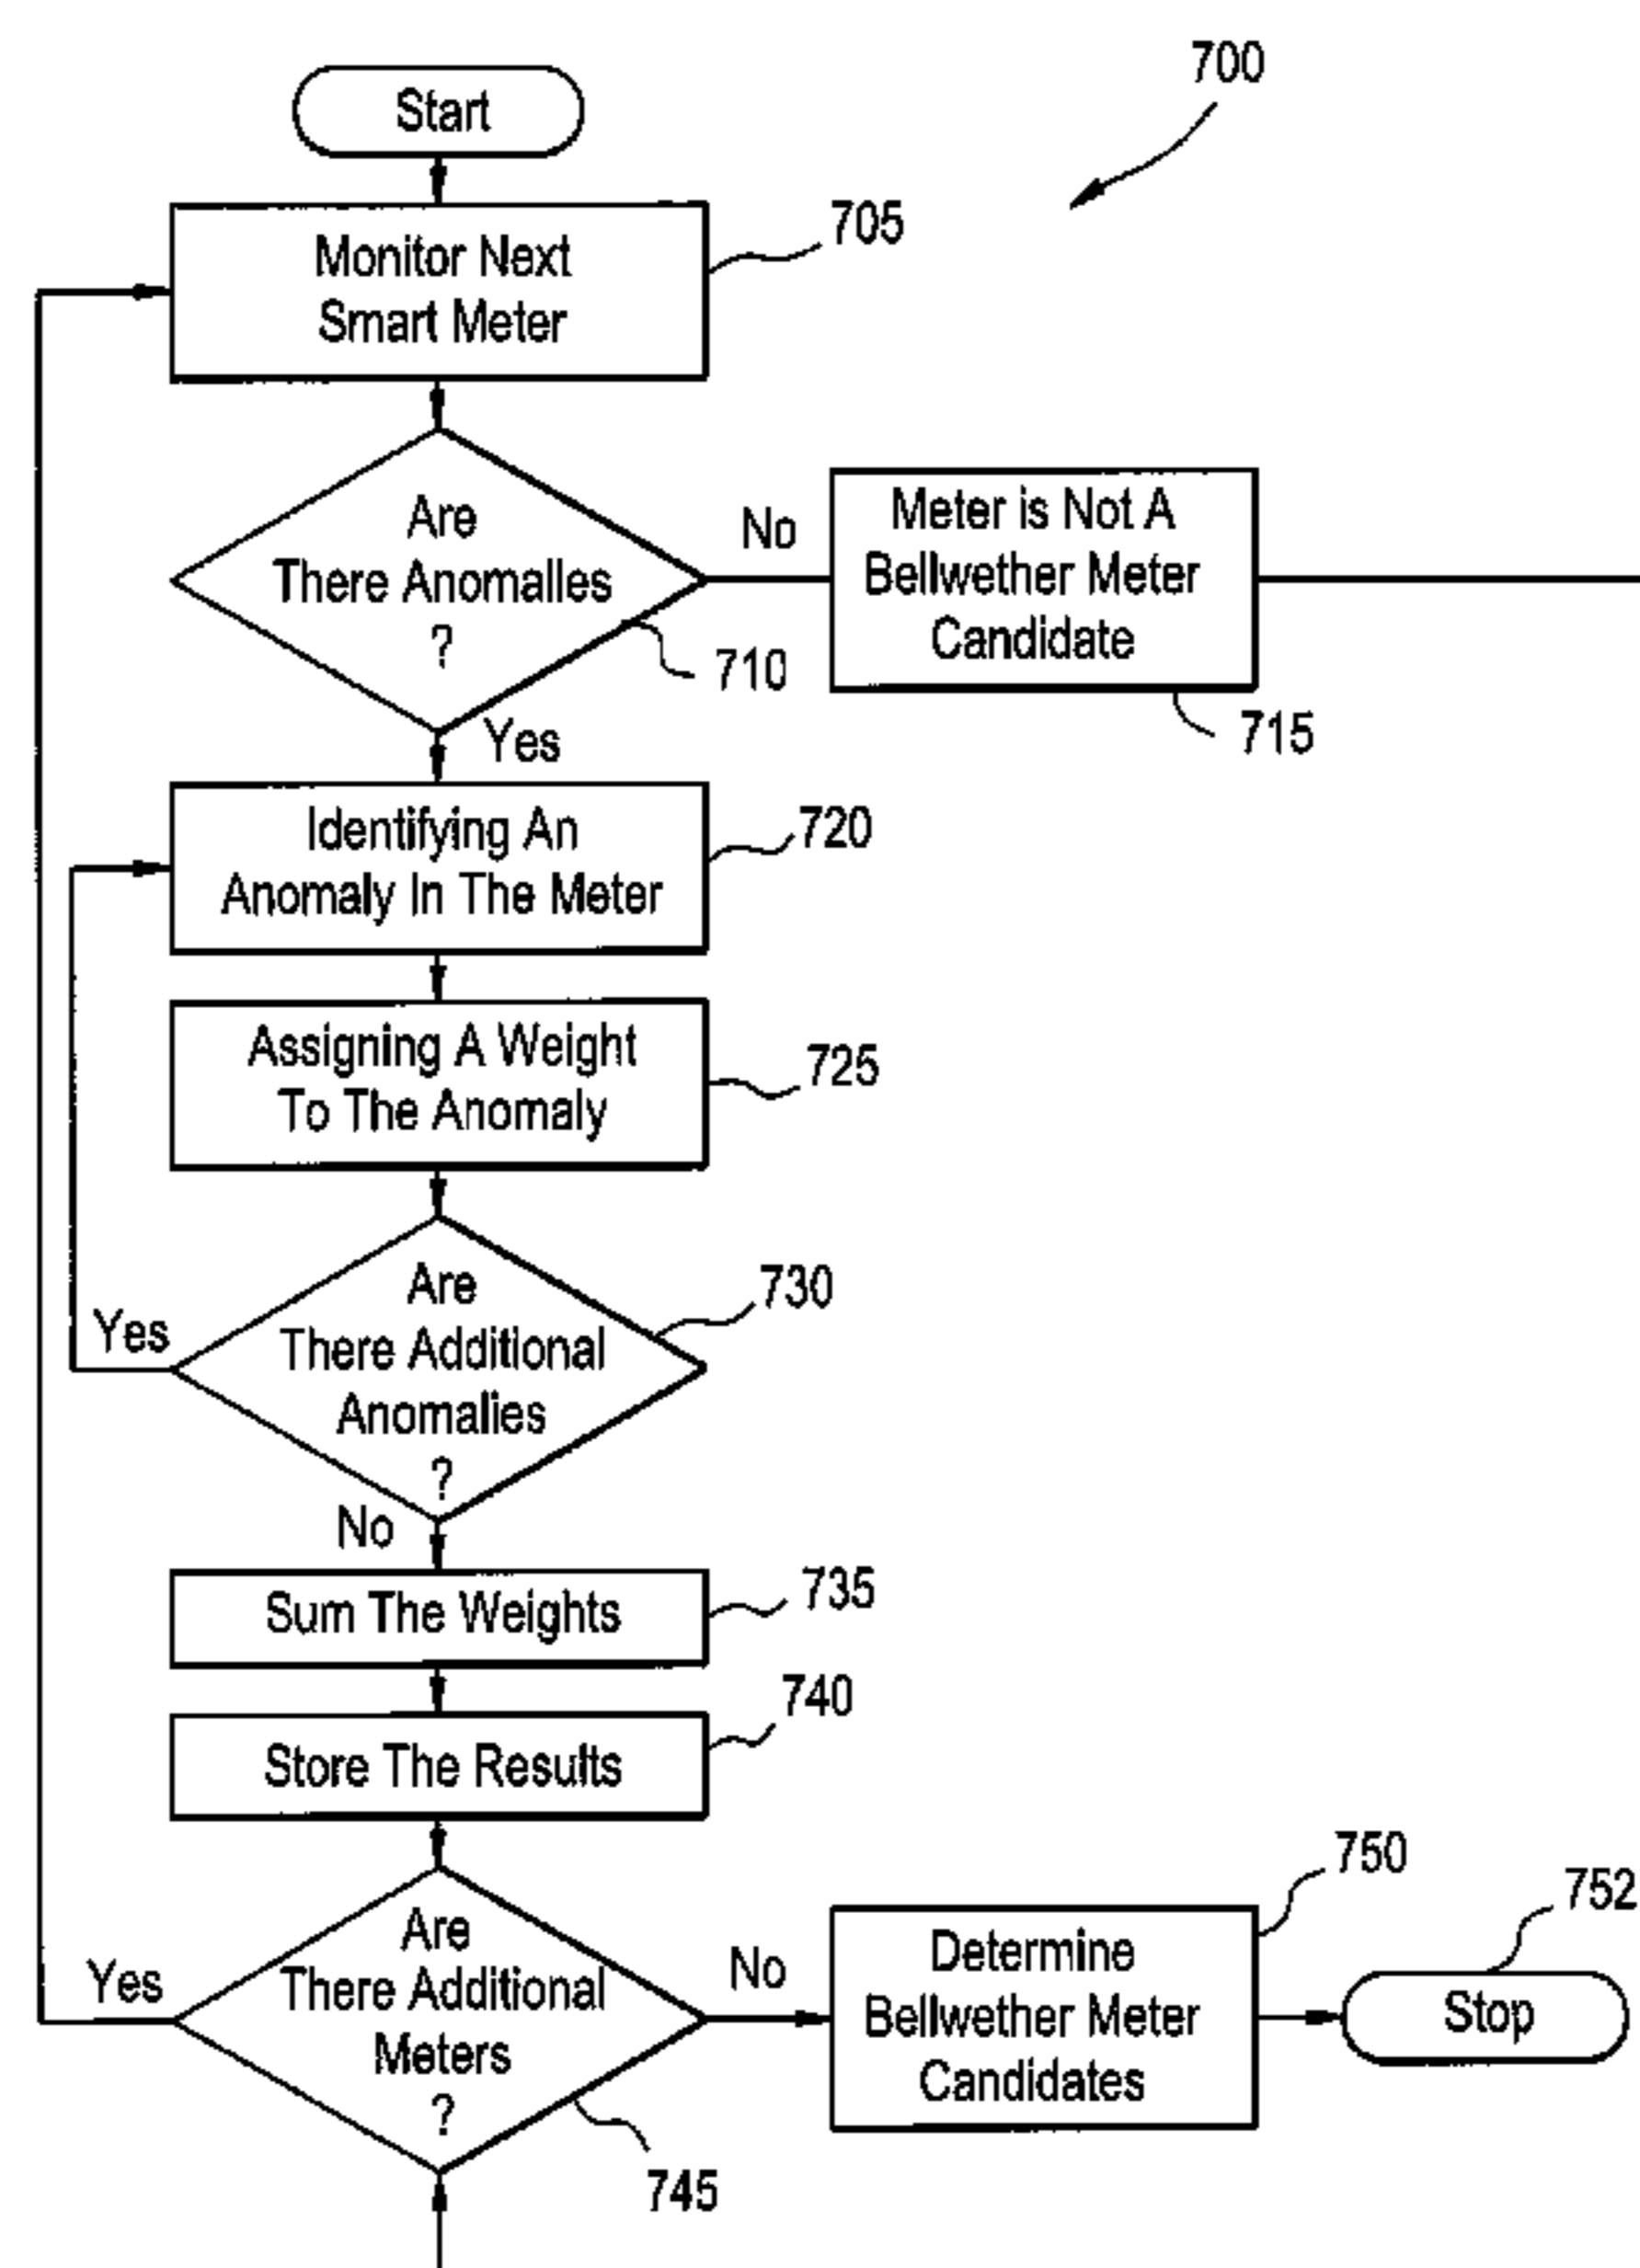 700
Start
705
Monitor Next
Smart Meter
Are
There Anomalies
?
No
Meter is Not A
Bellwether Meter
Candidate
710
715
Yes
Identifying An
Anomaly In The Meter
720
Assigning A Weight
To The Anomaly
725
Are
There Additional
Anomalies
?
730
Yes
No
Sum The Weights
735
Store The Results
740
Are
There Additional
Meters
?
Yes
No
745
Determine
Bellwether Meter
Candidates
750
752
Stop